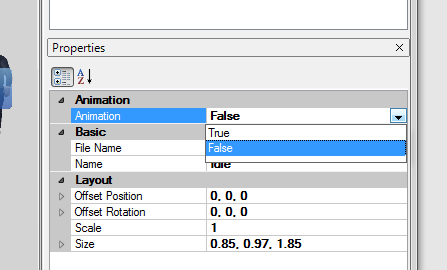 Properties
A
Z
Animation
Animation False
True
Basic
File Name False
Name Idle
Layout
Offset Position 0, 0, 0
Offset Rotation 0, 0, 0
Scale 1
Size 0.85, 0.97, 1.85